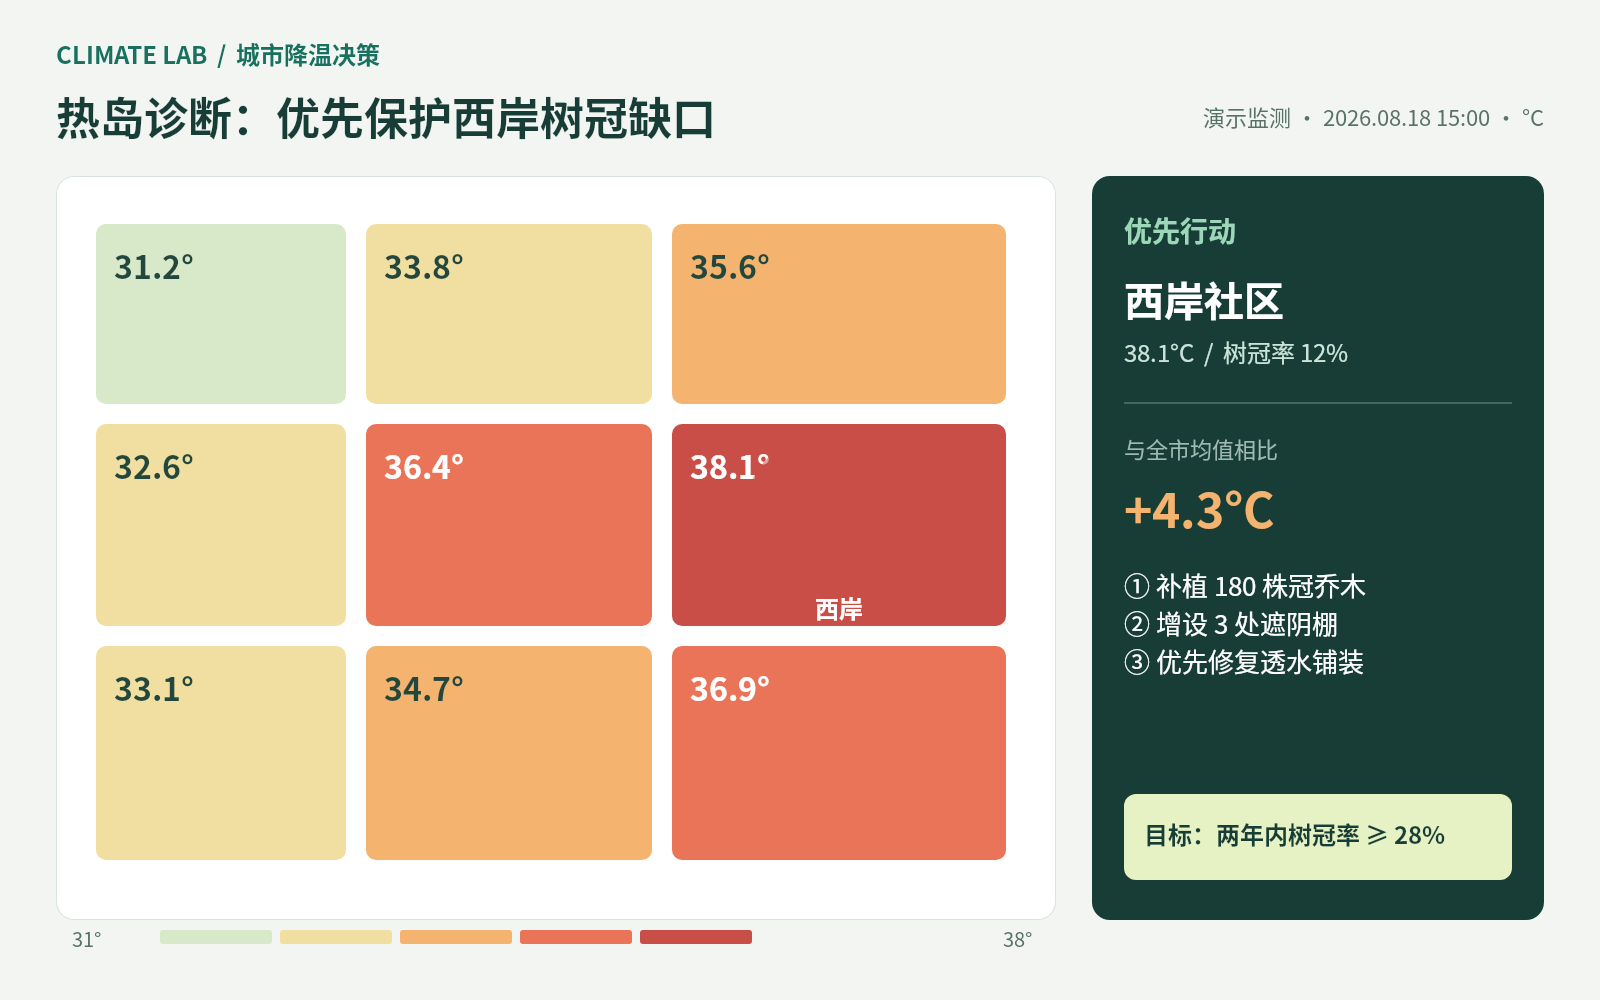 CLIMATE LAB / 城市降温决策
热岛诊断：优先保护西岸树冠缺口
演示监测 · 2026.08.18 15:00 · °C
31.2°
33.8°
35.6°
32.6°
36.4°
38.1°
西岸
33.1°
34.7°
36.9°
31°
38°
优先行动
西岸社区
38.1°C / 树冠率 12%
与全市均值相比
+4.3°C
① 补植 180 株冠乔木
② 增设 3 处遮阴棚
③ 优先修复透水铺装
目标：两年内树冠率 ≥ 28%